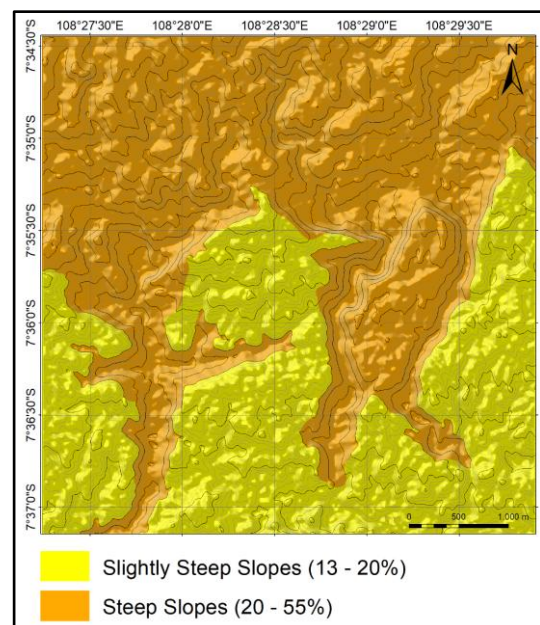 108°27'30"E 108°28'0"E 108°28'30"E 108°29'0"E 108°29'30"E
N
7°34'30"S
7°35'0"S
7°35'30"S
7°36'0"S
7°36'30"S
7°37'0"S
0 500 1.000 m
Slightly Steep Slopes (13 - 20%)
Steep Slopes (20 - 55%)